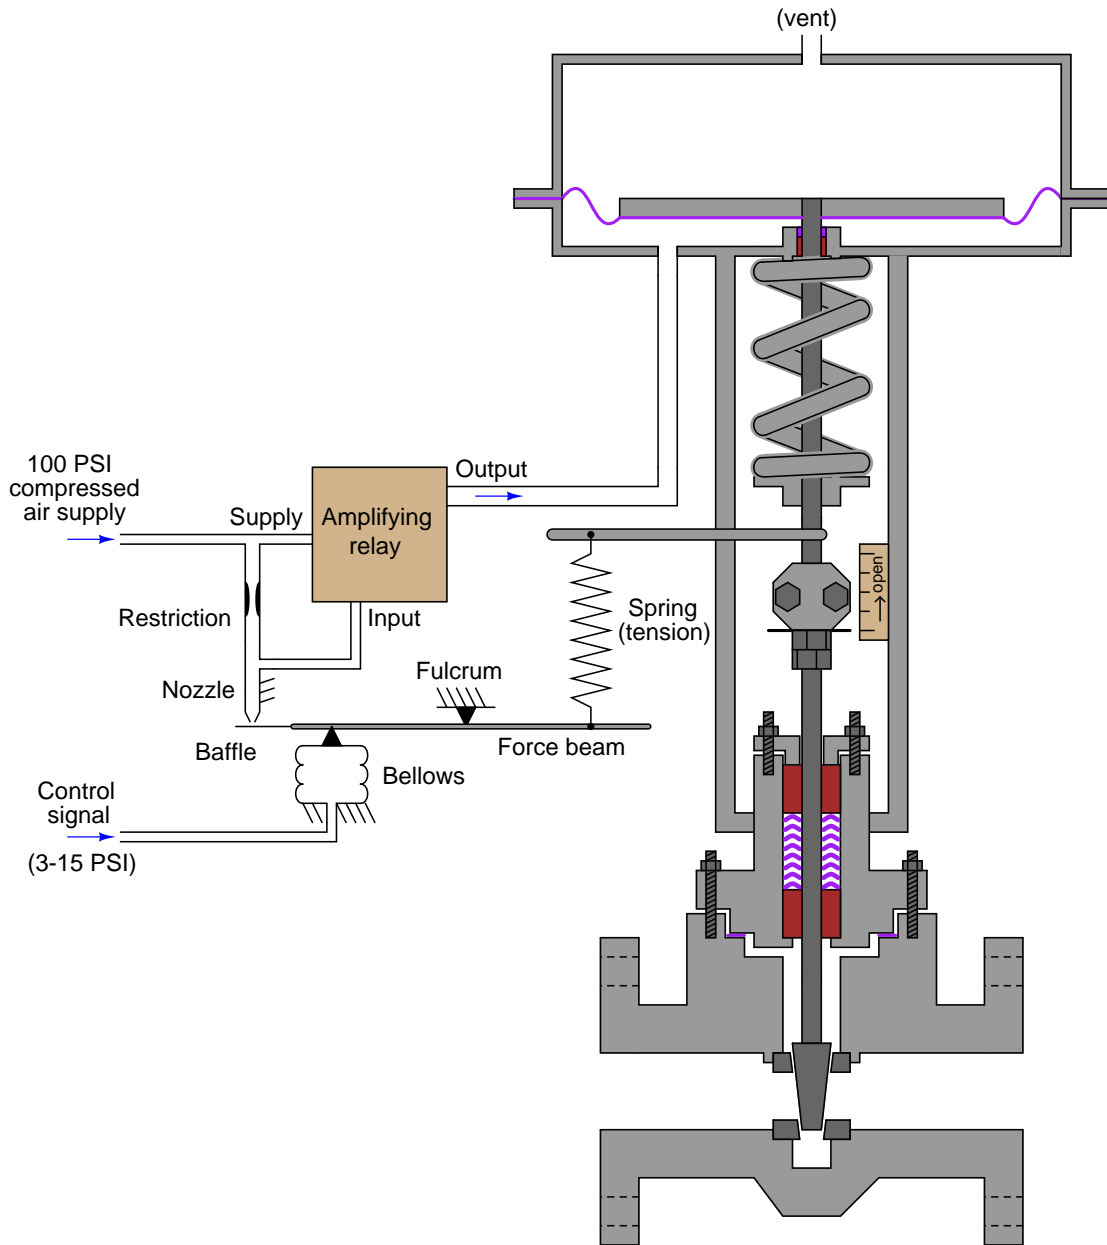 (vent)
100 PSI
compressed
air supply
Supply
Amplifying
relay
Output
Restriction
Input
Nozzle
Fulcrum
Spring
(tension)
open
Baffle
Force beam
Bellows
Control
signal
(3-15 PSI)